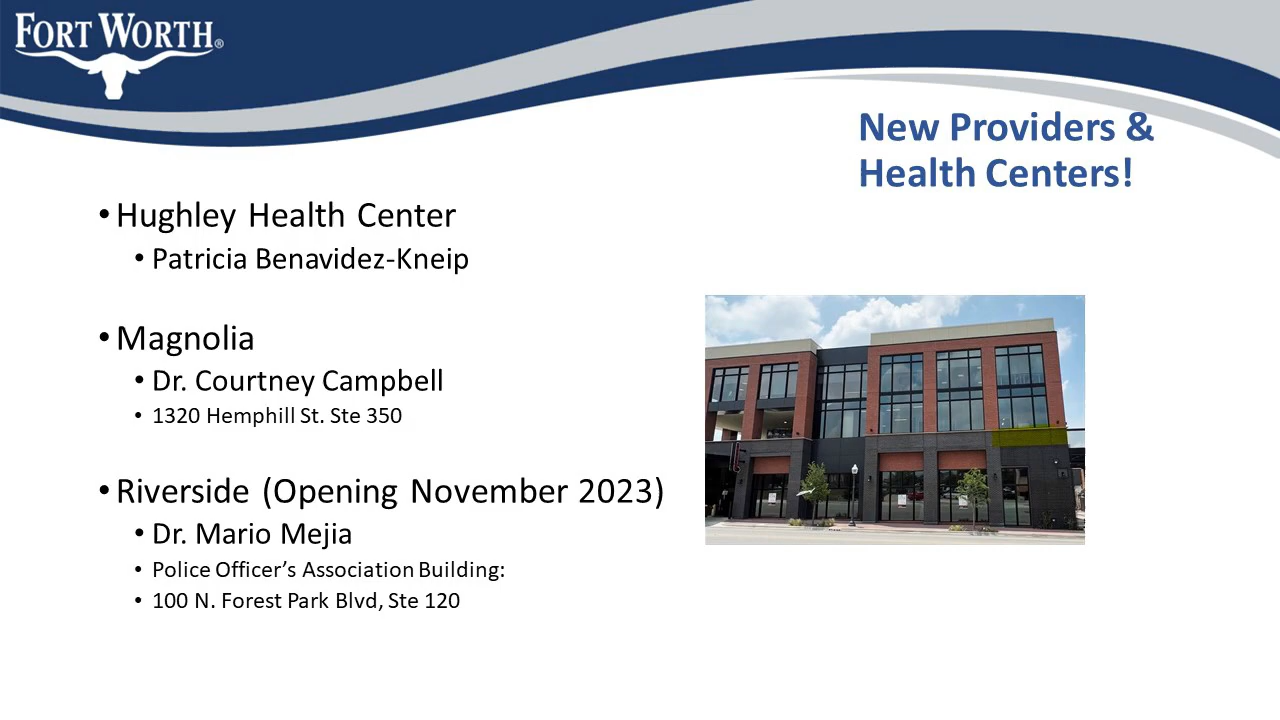 FORT WORTH®
New Providers &
Health Centers!
• Hughley Health Center
• Patricia Benavidez-Kneip
• Magnolia
• Dr. Courtney Campbell
• 1320 Hemphill St. Ste 350
• Riverside (Opening November 2023)
• Dr. Mario Mejia
• Police Officer’s Association Building:
• 100 N. Forest Park Blvd, Ste 120